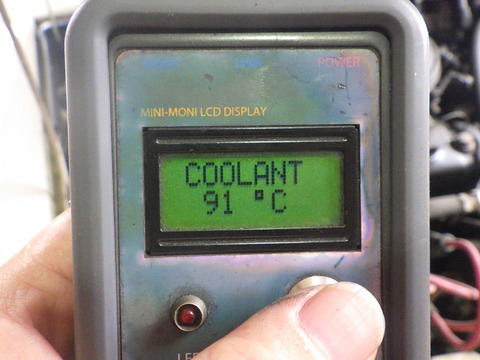 POWER
MINI-MONI LCD DISPLAY
COOLANT
91 °C